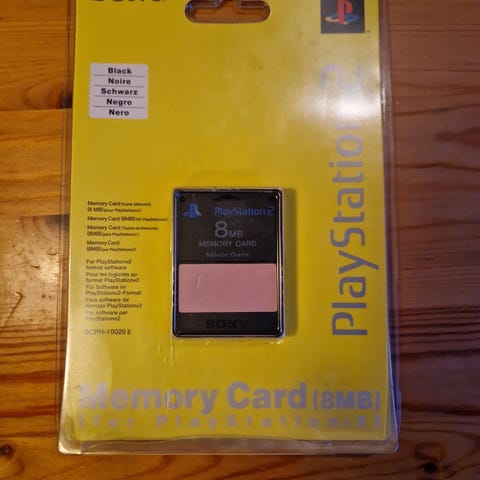 SONY
Black
Noire
Schwarz
Negro
Nero
PlayStation 2
Memory Card (Carte Mémoire)
(8 MB) (pour PlayStation®2)
Memory Card (8MB) (für PlayStation®2)
Memory Card (Tarjeta de Memoria)
(8MB) (para PlayStation®2)
Memory Card
(8MB) (per PlayStation®2)
For PlayStation®2
format software
Pour les logiciels au
format PlayStation®2
Für Software im
PlayStation®2-Format
Para software de
formato PlayStation®2
Per software per
PlayStation®2
SCPH-10020 E
PlayStation 2
8MB
MEMORY CARD
MAGICGATE
SONY
Memory Card (8MB)
(for PlayStation 2)